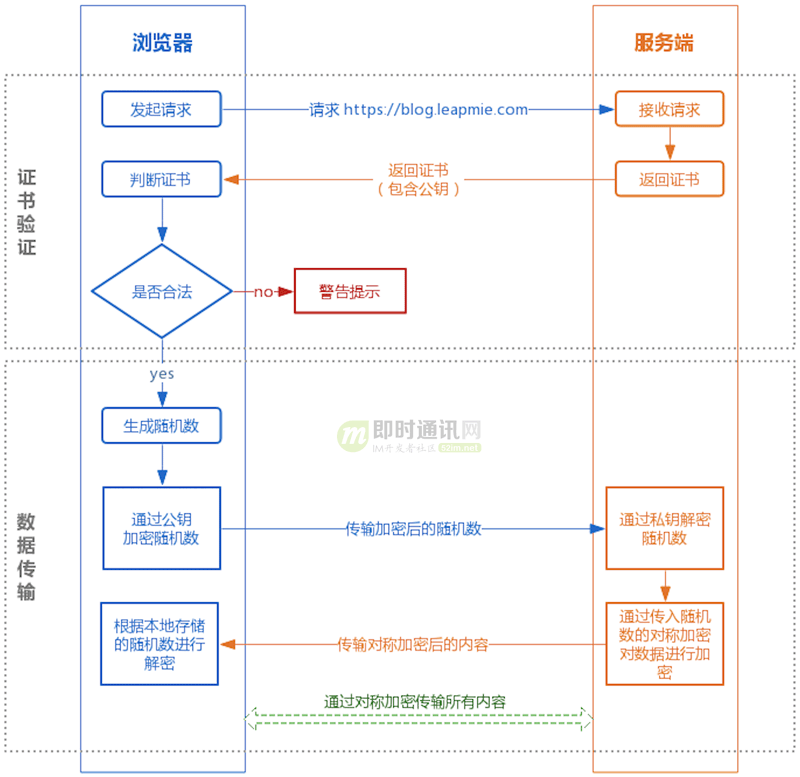 浏览器
服务端
证书验证
发起请求
请求 https://blog.leapmie.com
接收请求
判断证书
返回证书
（包含公钥）
返回证书
是否合法
no
警告提示
yes
数据传输
生成随机数
即时通讯网
IM开发者社区 52im.net
通过公钥
加密随机数
传输加密后的随机数
通过私钥解密
随机数
根据本地存储
的随机数进行
解密
传输对称加密后的内容
通过传入随机
数的对称加密
对数据进行加
密
通过对称加密传输所有内容